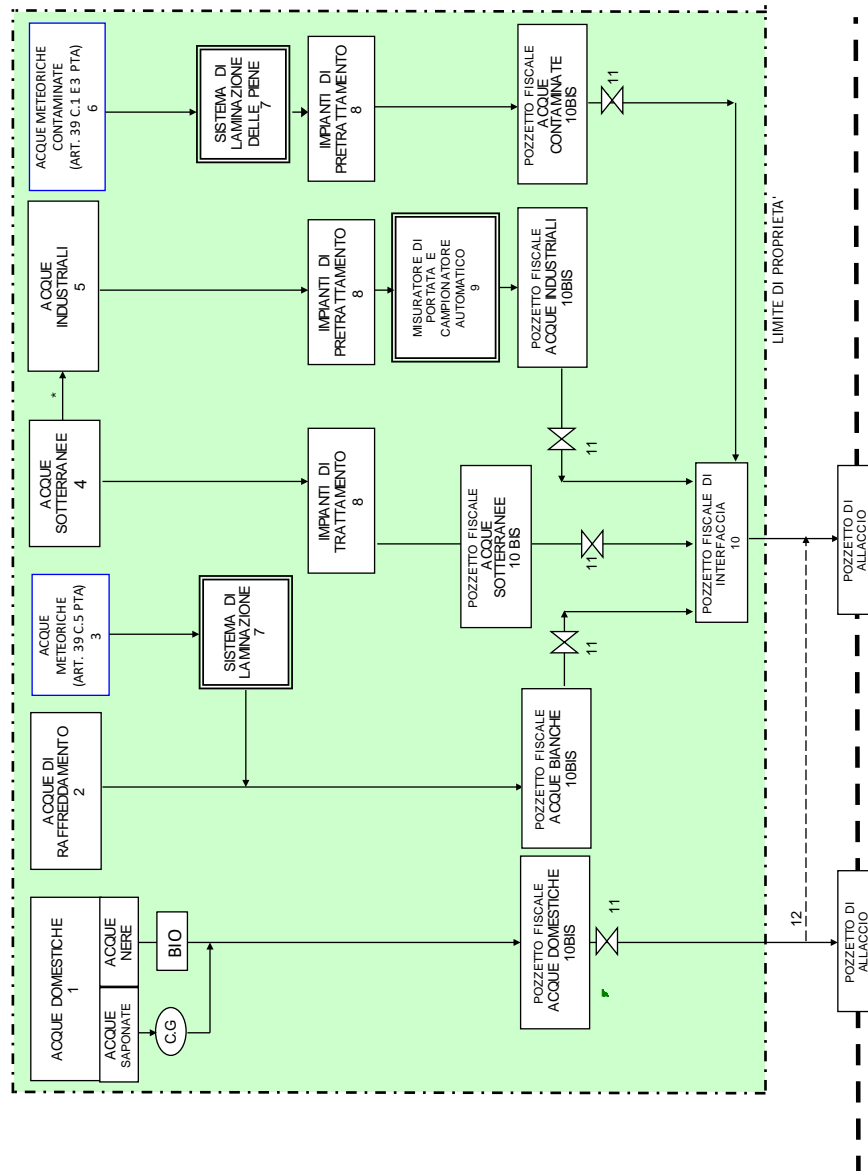 ACQUE DOMESTICHE
1
ACQUE
SAPONATE
ACQUE
NERE
C.G
BIO
ACQUE DI
RAFFREDDAMENTO
2
ACQUE
METEORICHE
(ART. 39 C.5 PTA)
3
ACQUE
SOTTERRANEE
4
*
ACQUE
INDUSTRIALI
5
ACQUE METEORICHE
CONTAMINATE
(ART. 39 C.1 E 3 PTA)
6
SISTEMA DI
LAMINAZIONE
7
SISTEMA DI
LAMINAZIONE
DELLE PIENE
7
IMPIANTI DI
TRATTAMENTO
8
IMPIANTI DI
PRETRATTAMENTO
8
IMPIANTI DI
PRETRATTAMENTO
8
MISURATORE DI
PORTATA E
CAMPIONATORE
AUTOMATICO
9
POZZETTO FISCALE
ACQUE DOMESTICHE
10BIS
POZZETTO FISCALE
ACQUE BIANCHE
10BIS
POZZETTO FISCALE
ACQUE
SOTTERRANEE
10 BIS
POZZETTO FISCALE
ACQUE INDUSTRIALI
10BIS
POZZETTO FISCALE
ACQUE
CONTAMINATE
10BIS
11
11
11
11
11
POZZETTO FISCALE DI
INTERFACCIA
10
LIMITE DI PROPRIETA'
12
POZZETTO DI
ALLACCIO
POZZETTO DI
ALLACCIO